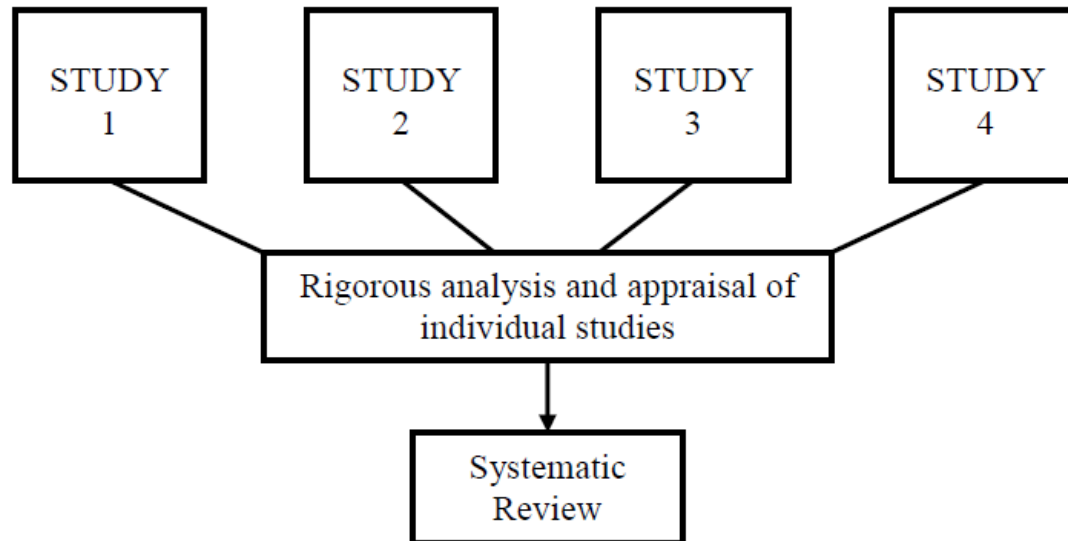 STUDY
1
STUDY
2
STUDY
3
STUDY
4
Rigorous analysis and appraisal of
individual studies
Systematic
Review